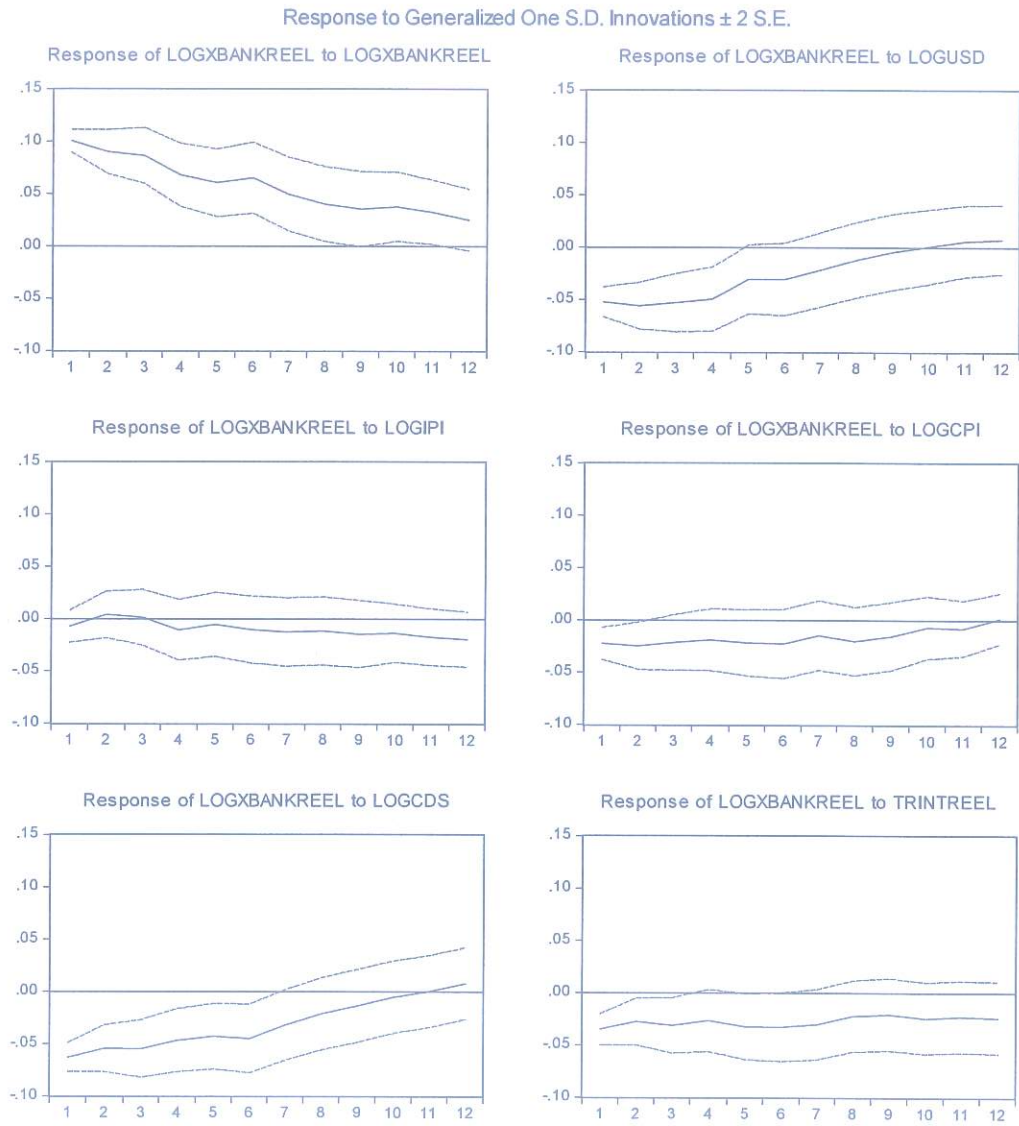 Response to Generalized One S.D. Innovations ± 2 S.E.
Response of LOGXBANKREEL to LOGXBANKREEL
.15
.10
.05
.00
-.05
-.10
1 2 3 4 5 6 7 8 9 10 11 12
Response of LOGXBANKREEL to LOGUSD
.15
.10
.05
.00
-.05
-.10
1 2 3 4 5 6 7 8 9 10 11 12
Response of LOGXBANKREEL to LOGIPI
.15
.10
.05
.00
-.05
-.10
1 2 3 4 5 6 7 8 9 10 11 12
Response of LOGXBANKREEL to LOGCPI
.15
.10
.05
.00
-.05
-.10
1 2 3 4 5 6 7 8 9 10 11 12
Response of LOGXBANKREEL to LOGCDS
.15
.10
.05
.00
-.05
-.10
1 2 3 4 5 6 7 8 9 10 11 12
Response of LOGXBANKREEL to TRINTREEL
.15
.10
.05
.00
-.05
-.10
1 2 3 4 5 6 7 8 9 10 11 12